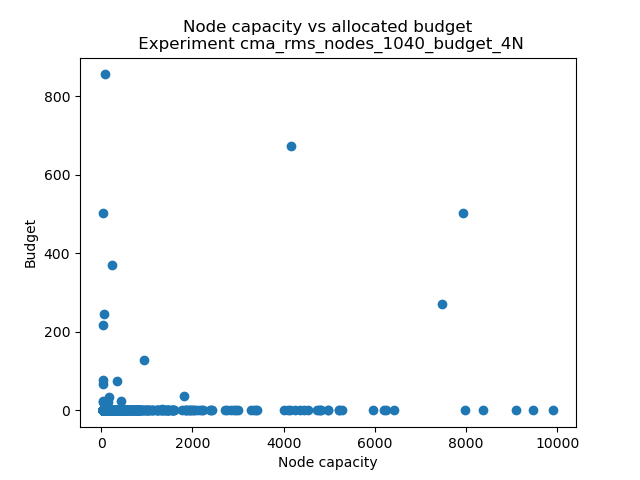 Node capacity vs allocated budget
Experiment cma_rms_nodes_1040_budget_4N
800
600
400
200
0
Budget
0 2000 4000 6000 8000 10000
Node capacity